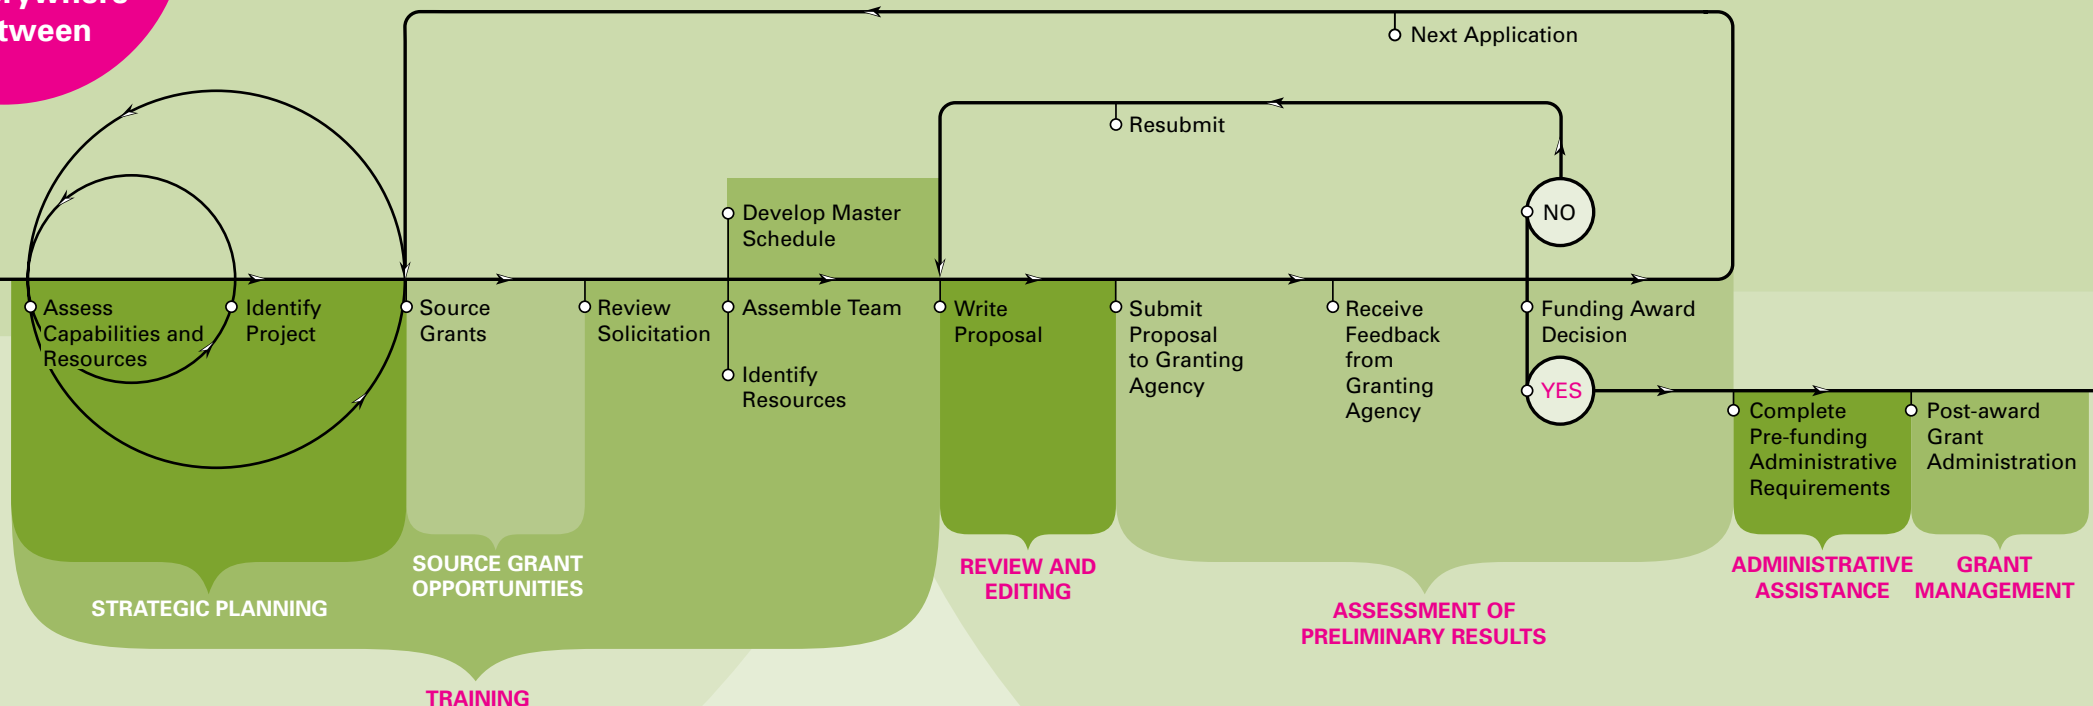 tween
Next Application
Resubmit
Develop Master
Schedule
NO
Assess
Capabilities and
Resources
Identify
Project
Source
Grants
Review
Solicitation
Assemble Team
Identify
Resources
Write
Proposal
Submit
Proposal
to Granting
Agency
Receive
Feedback
from
Granting
Agency
Funding Award
Decision
YES
Complete
Pre-funding
Administrative
Requirements
Post-award
Grant
Administration
STRATEGIC PLANNING
SOURCE GRANT
OPPORTUNITIES
REVIEW AND
EDITING
ASSESSMENT OF
PRELIMINARY RESULTS
ADMINISTRATIVE
ASSISTANCE
GRANT
MANAGEMENT
TRAINING